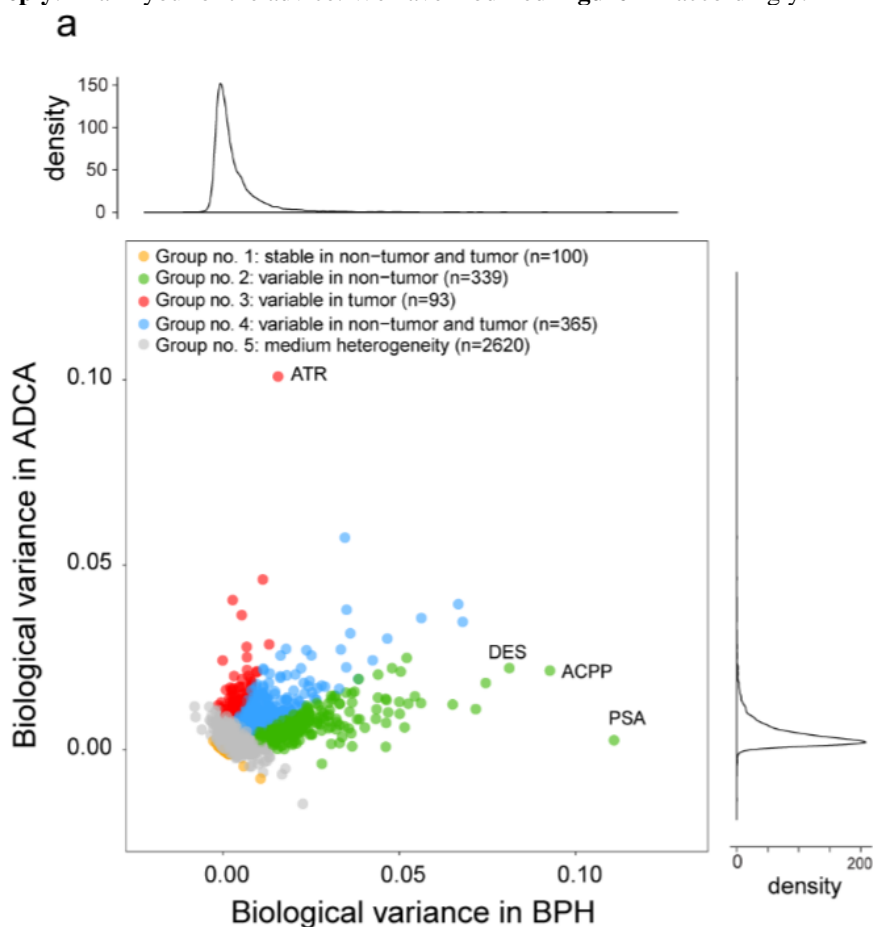 a
density
150
100
50
0
Group no. 1: stable in non−tumor and tumor (n=100)
Group no. 2: variable in non−tumor (n=339)
Group no. 3: variable in tumor (n=93)
Group no. 4: variable in non−tumor and tumor (n=365)
Group no. 5: medium heterogeneity (n=2620)
ATR
DES
ACPP
PSA
Biological variance in ADCA
0.10
0.05
0.00
0.00
0.05
0.10
Biological variance in BPH
0
200
density